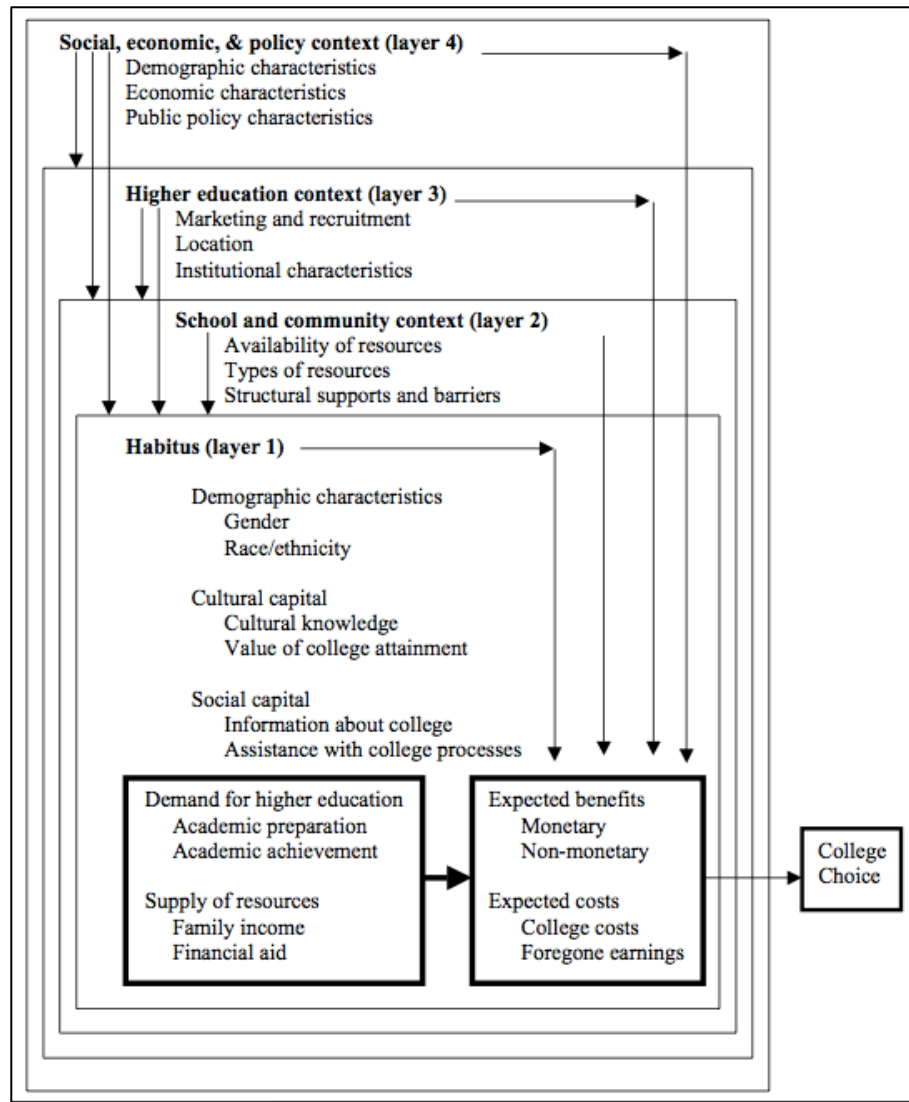 Social, economic, & policy context (layer 4)
Demographic characteristics
Economic characteristics
Public policy characteristics
Higher education context (layer 3)
Marketing and recruitment
Location
Institutional characteristics
School and community context (layer 2)
Availability of resources
Types of resources
Structural supports and barriers
Habitus (layer 1)
Demographic characteristics
Gender
Race/ethnicity
Cultural capital
Cultural knowledge
Value of college attainment
Social capital
Information about college
Assistance with college processes
Demand for higher education
Academic preparation
Academic achievement
Supply of resources
Family income
Financial aid
Expected benefits
Monetary
Non-monetary
Expected costs
College costs
Foregone earnings
College
Choice